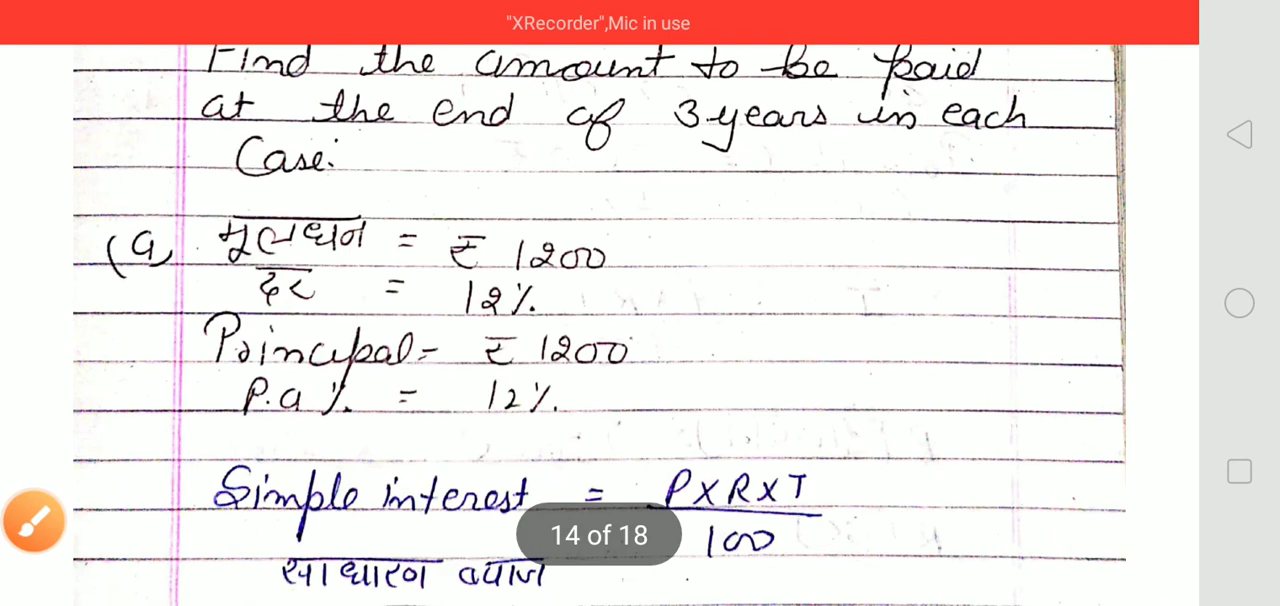 "XRecorder",Mic in use
Find the amount to be paid
at the end of 3 years in each
Case:
(a) मूलधन = ₹ 1200
दर = 12%
Principal = ₹ 1200
P.a % = 12%.
Simple interest = P X R X T
100
14 of 18
साधारण ब्याज